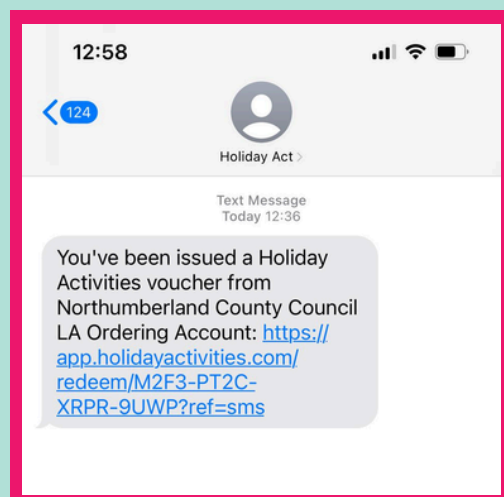 12:58
124
Holiday Act
Text Message
Today 12:36
You've been issued a Holiday
Activities voucher from
Northumberland County Council
LA Ordering Account: https://
app.holidayactivities.com/
redeem/M2F3-PT2C-
XRPR-9UWP?ref=sms